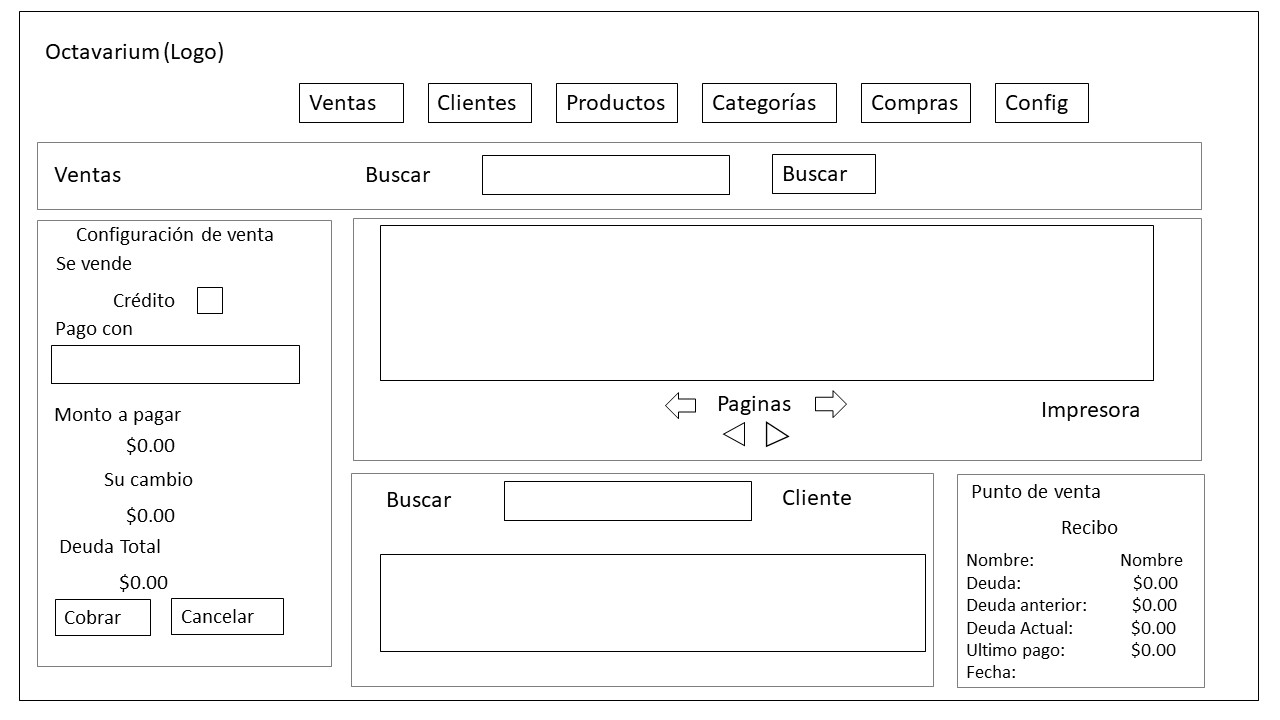 Octavarium (Logo)
Ventas Clientes Productos Categorías Compras Config
Ventas Buscar Buscar
Configuración de venta
Se vende
Crédito
Pago con
Monto a pagar
$0.00
Su cambio
$0.00
Deuda Total
$0.00
Cobrar Cancelar
Paginas
Impresora
Buscar Cliente
Punto de venta
Recibo
Nombre: Nombre
Deuda: $0.00
Deuda anterior: $0.00
Deuda Actual: $0.00
Ultimo pago: $0.00
Fecha: